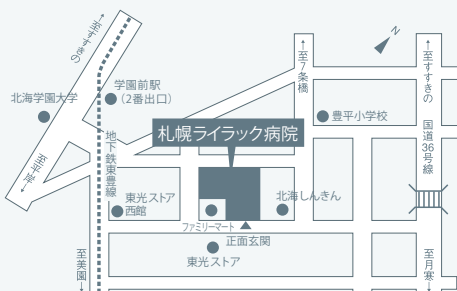 ←至すすきの
北海学園大学
学園前駅
（2番出口）
←至平岸
地下鉄東豊線
至美園→
札幌ライラック病院
←至7条橋
N
←至すすきの
国道36号線
至月寒→
豊平小学校
東光ストア
西館
北海しんきん
ファミリーマート
正面玄関
東光ストア